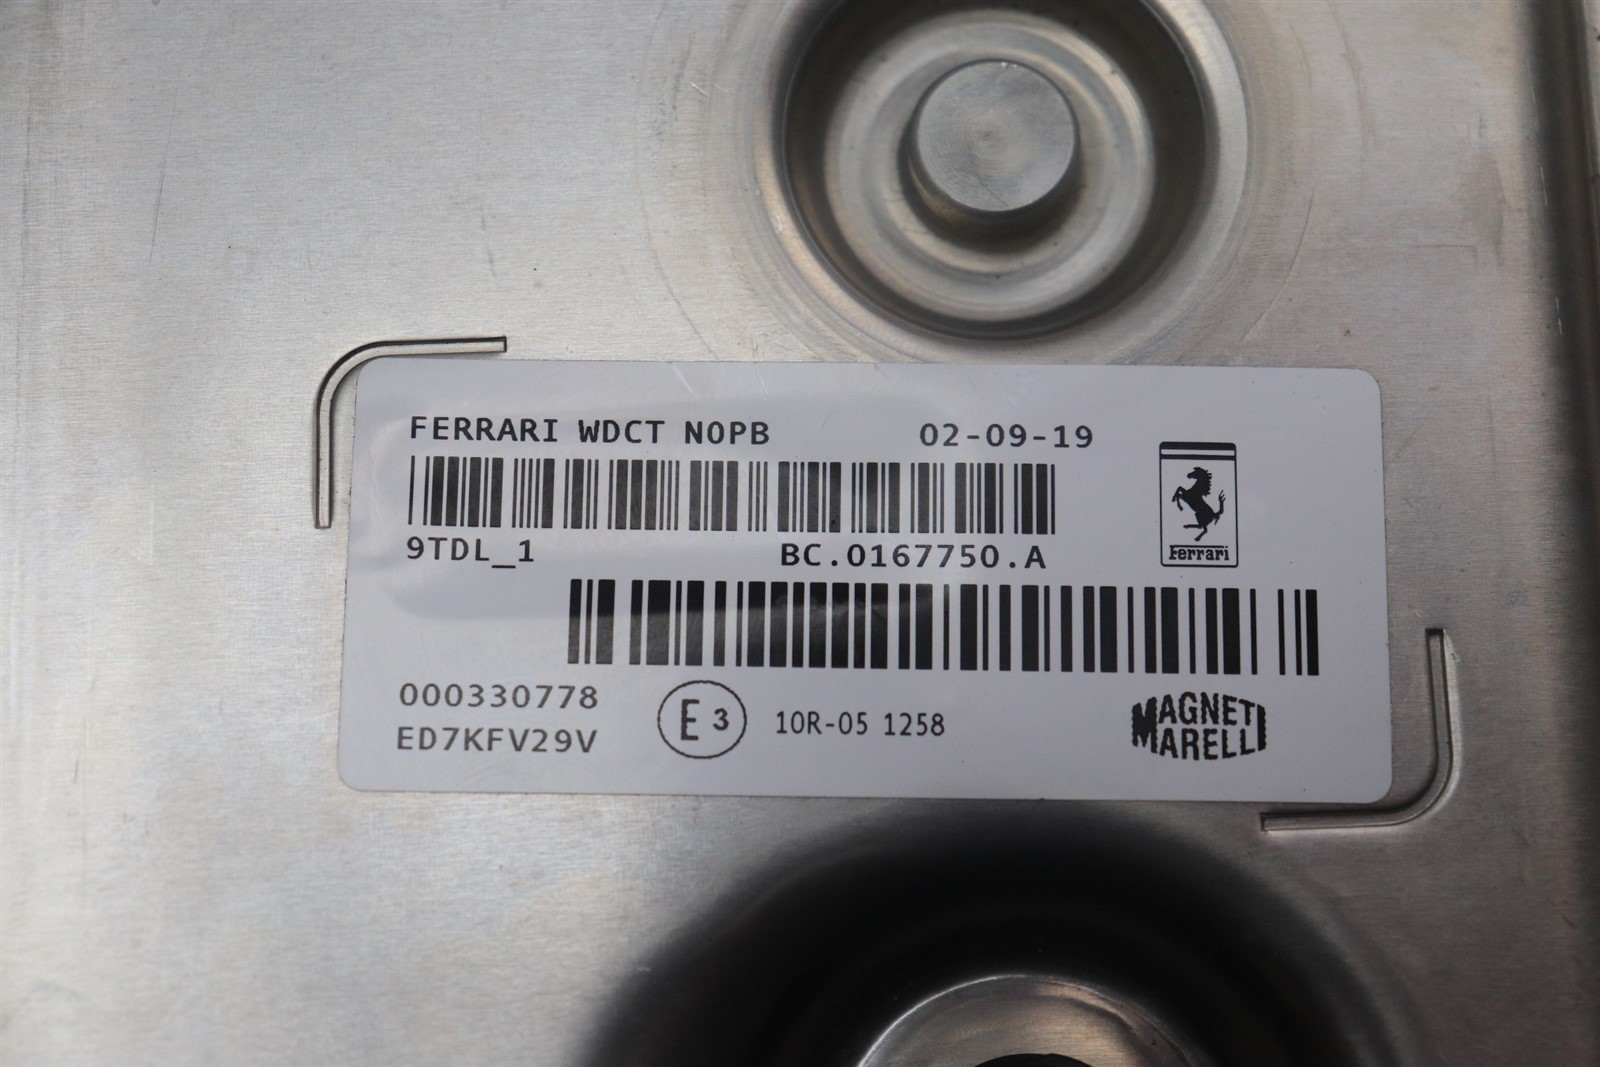 FERRARI WDCT N0PB 02-09-19
Ferrari
9TDL_1 BC.0167750.A
000330778
ED7KFV29V
E3 10R-05 1258
MAGNETI
MARELLI